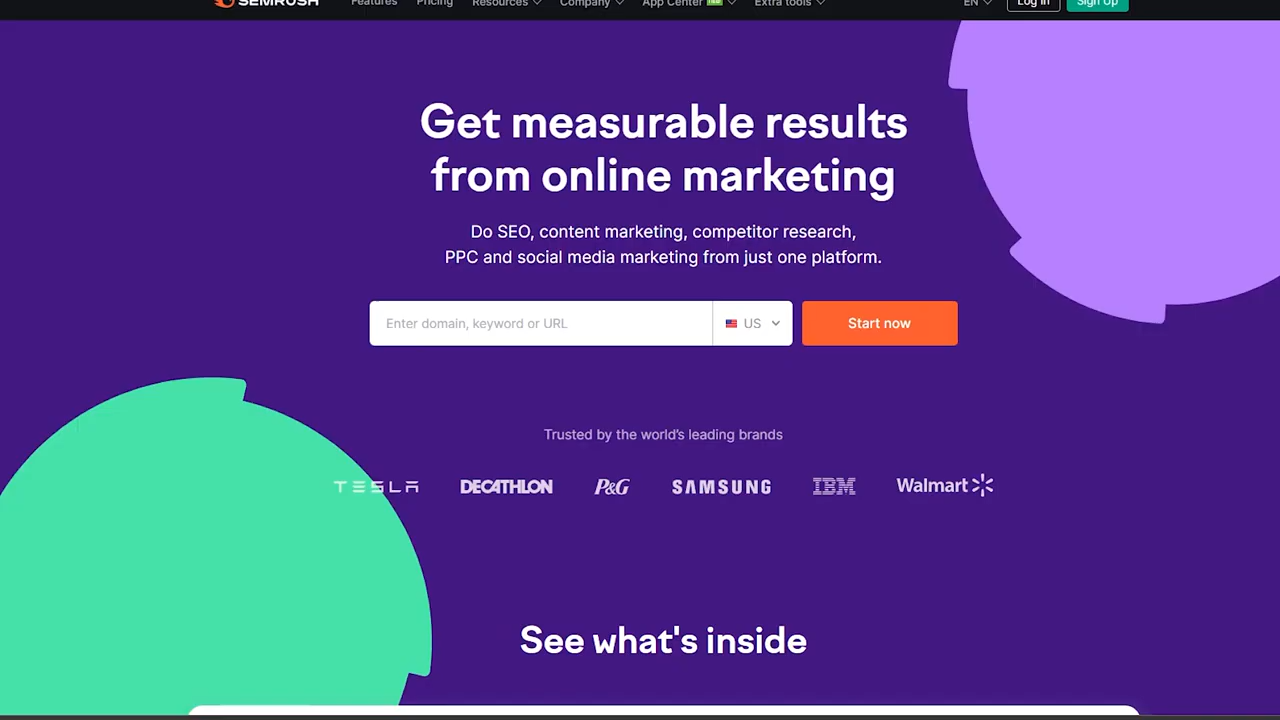 SEMRUSH Features Pricing Resources Company App Center Extra tools EN Log In Sign Up
Get measurable results
from online marketing
Do SEO, content marketing, competitor research,
PPC and social media marketing from just one platform.
Enter domain, keyword or URL US Start now
Trusted by the world's leading brands
TESLA DECATHLON P&G SAMSUNG IBM Walmart
See what's inside